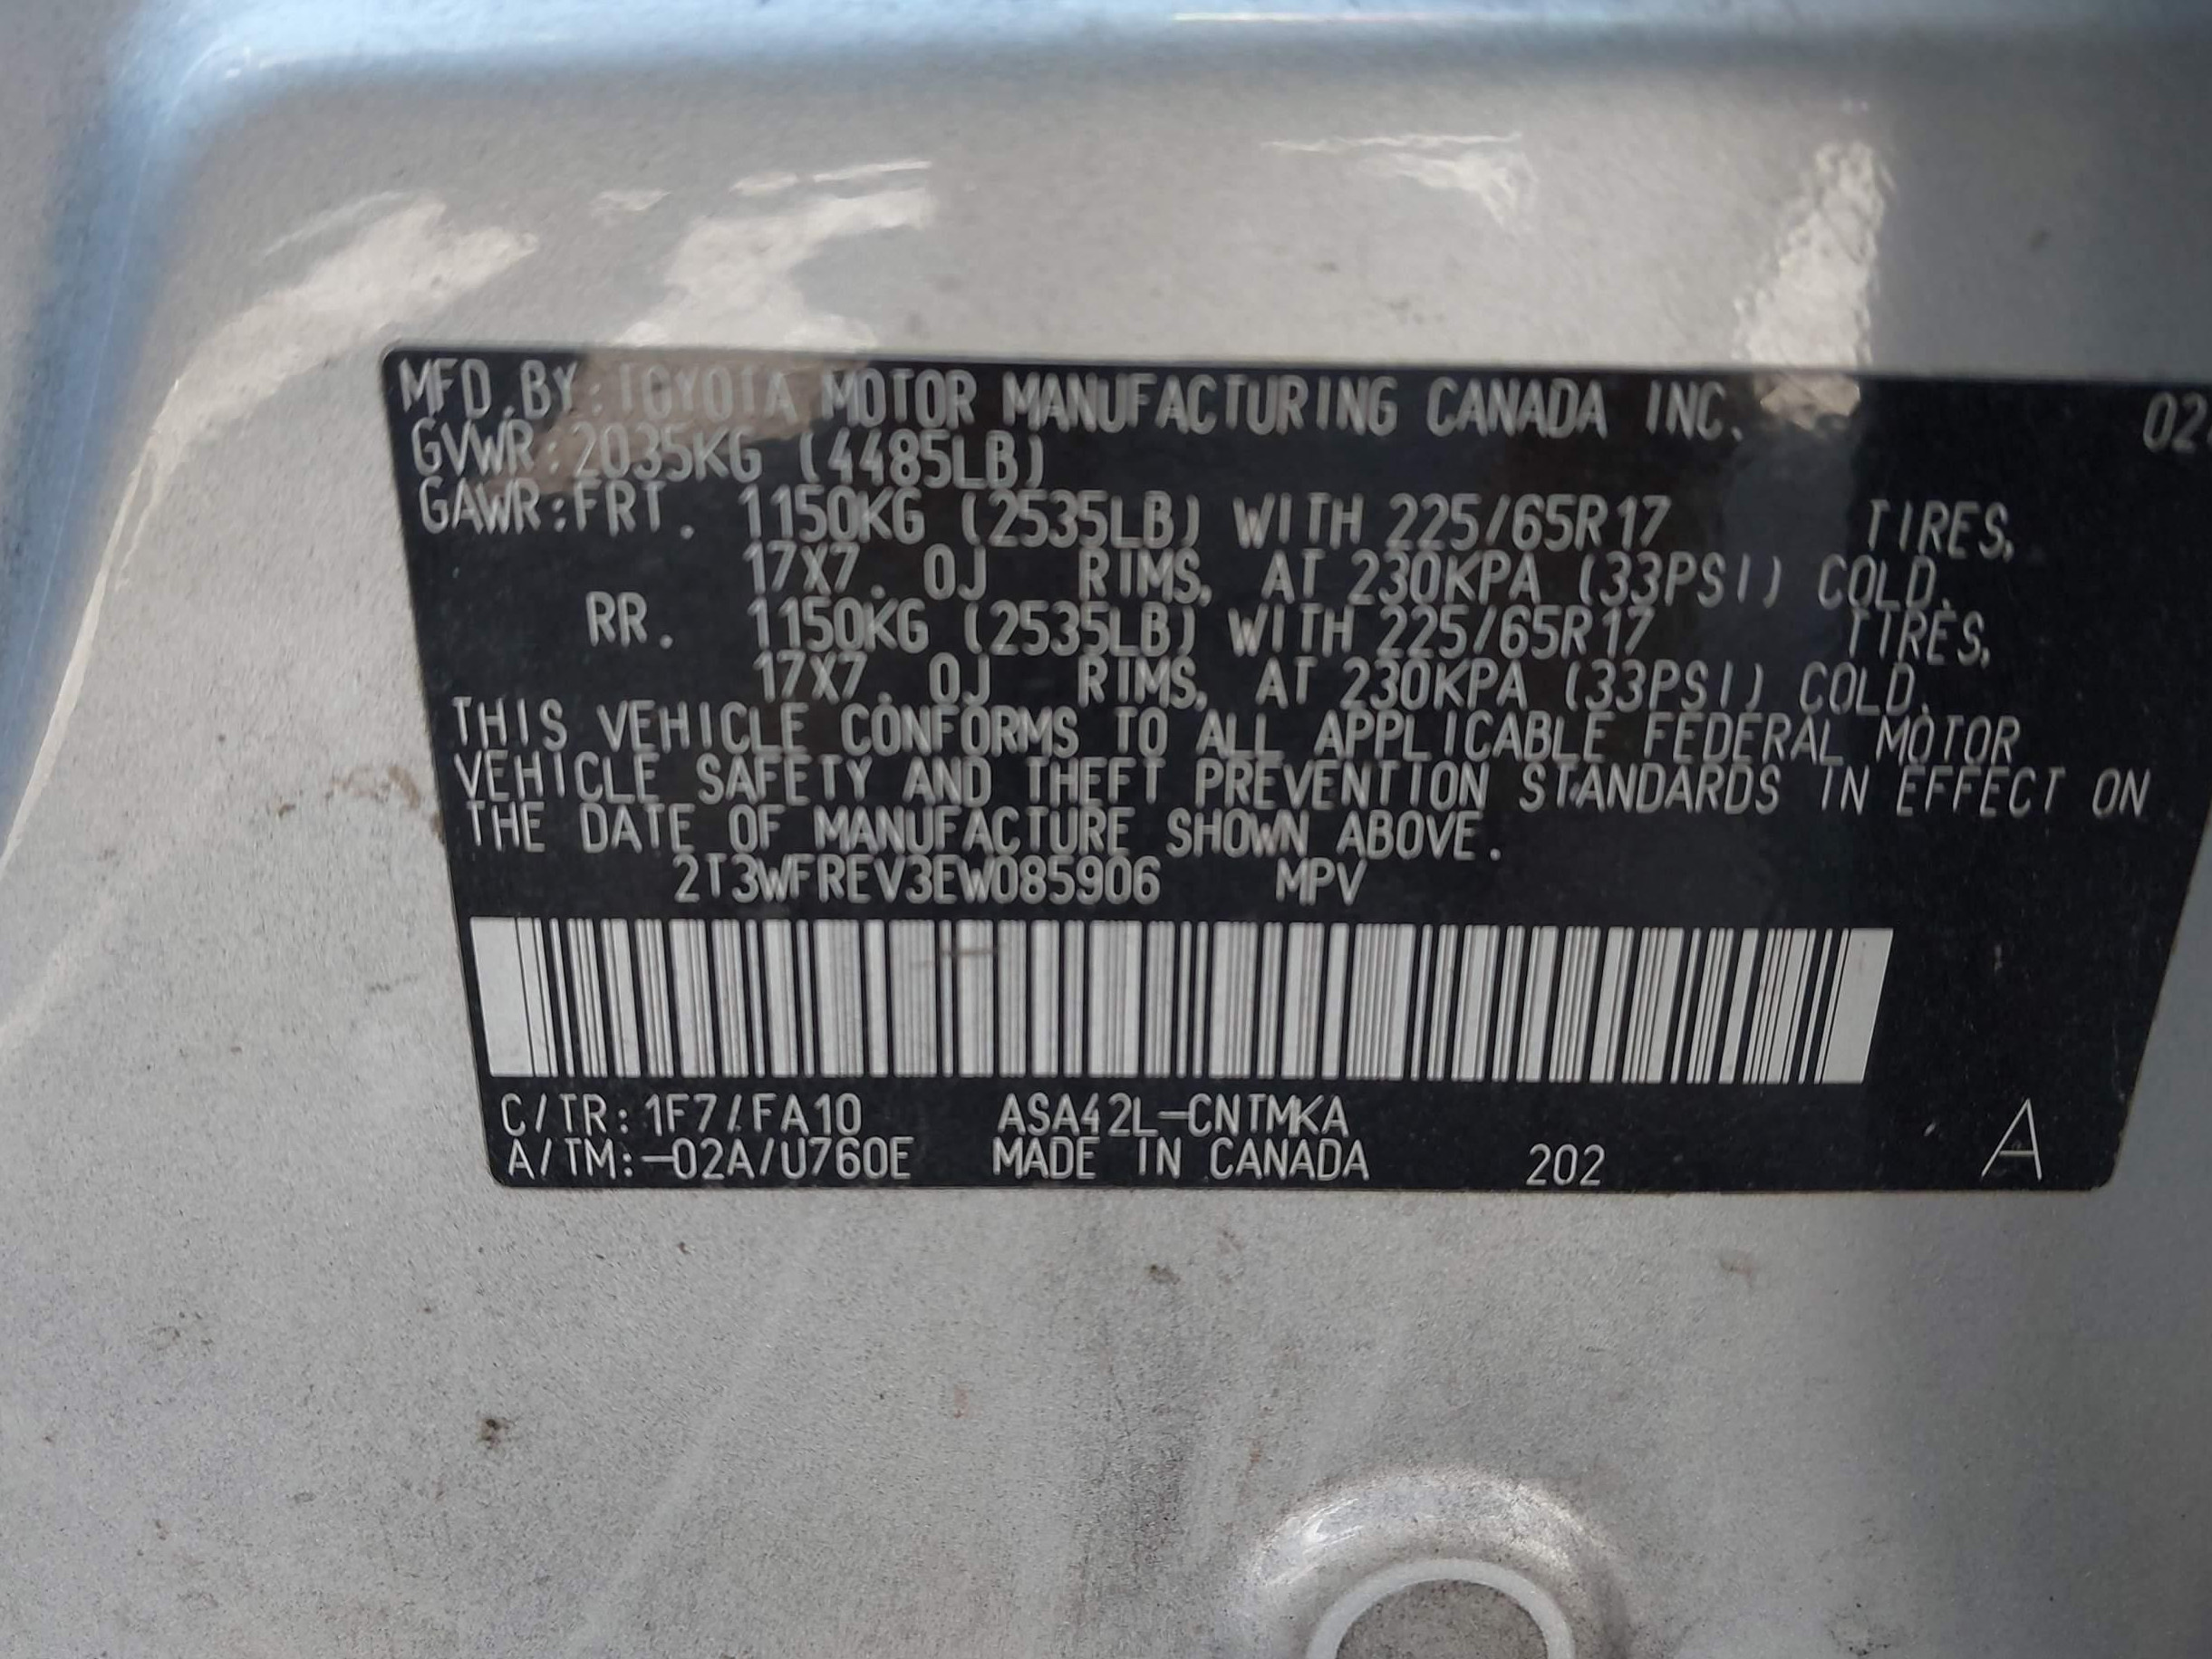 MFD.BY:TOYOTA MOTOR MANUFACTURING CANADA INC. 02
GVWR:2035KG (4485LB)
GAWR:FRT. 1150KG (2535LB) WITH 225/65R17 TIRES,
17X7.0J RIMS, AT 230KPA (33PSI) COLD.
RR. 1150KG (2535LB) WITH 225/65R17 TIRES,
17X7.0J RIMS, AT 230KPA (33PSI) COLD.
THIS VEHICLE CONFORMS TO ALL APPLICABLE FEDERAL MOTOR
VEHICLE SAFETY AND THEFT PREVENTION STANDARDS IN EFFECT ON
THE DATE OF MANUFACTURE SHOWN ABOVE.
2T3WFREV3EW085906 MPV
C/TR:1F7/FA10 ASA42L-CNTMKA
A/TM:-02A/U760E MADE IN CANADA 202 A